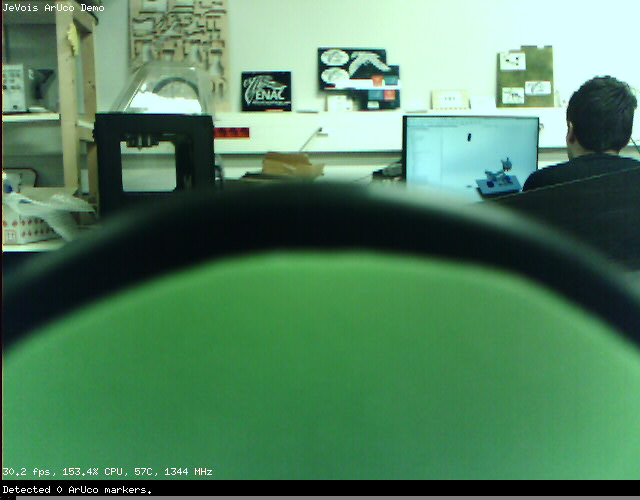 JeVois ArUco Demo
ENAC
30.2 fps, 153.4% CPU, 57C, 1344 MHz
Detected 0 ArUco markers.